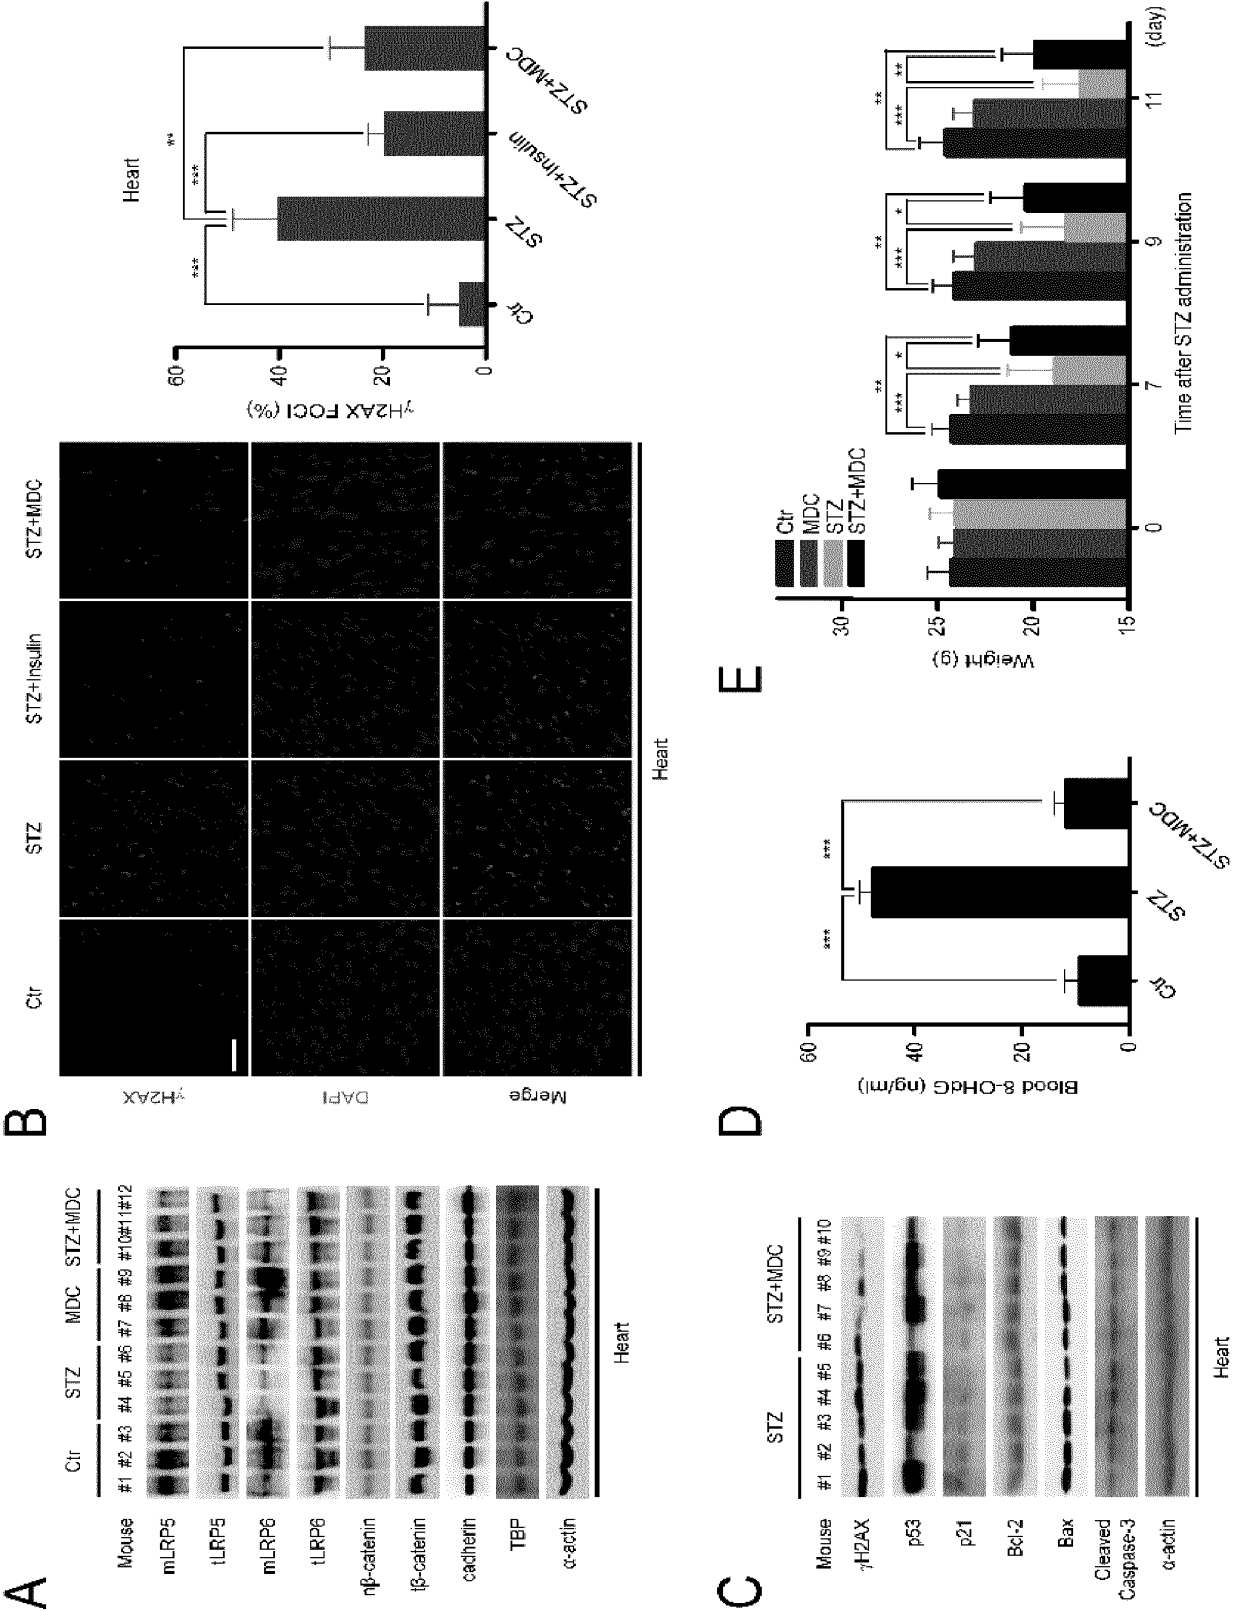 A
Ctr STZ MDC STZ+MDC
Mouse #1 #2 #3 #4 #5 #6 #7 #8 #9 #10 #11 #12
mLRP5
tLRP5
mLRP6
tLRP6
nβ-catenin
tβ-catenin
cadherin
TBP
α-actin
Heart
B
Ctr STZ STZ+Insulin STZ+MDC
γH2AX
DAPI
Merge
Heart
Heart
γH2AX FOCI (%)
60
40
20
0
*** *** **
Ctr STZ STZ+Insulin STZ+MDC
C
STZ STZ+MDC
Mouse #1 #2 #3 #4 #5 #6 #7 #8 #9 #10
γH2AX
p53
p21
Bcl-2
Bax
Cleaved
Caspase-3
α-actin
Heart
D
Blood 8-OHdG (ng/ml)
60
40
20
0
*** ***
Ctr STZ STZ+MDC
E
Ctr
MDC
STZ
STZ+MDC
Weight (g)
30
25
20
15
** ** **
*** * *** * *** **
0 7 9 11 (day)
Time after STZ administration